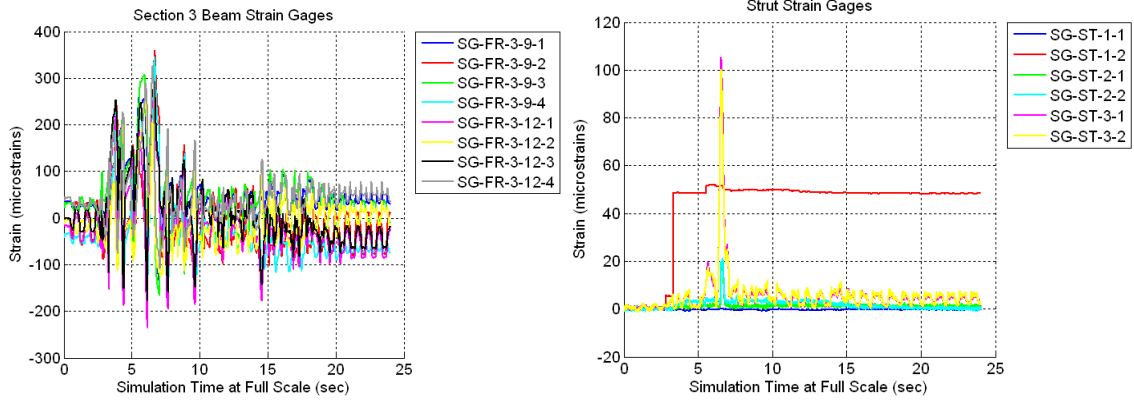 Section 3 Beam Strain Gages
400
300
200
100
0
-100
-200
-300
Strain (microstrains)
0 5 10 15 20 25
Simulation Time at Full Scale (sec)
SG-FR-3-9-1
SG-FR-3-9-2
SG-FR-3-9-3
SG-FR-3-9-4
SG-FR-3-12-1
SG-FR-3-12-2
SG-FR-3-12-3
SG-FR-3-12-4
Strut Strain Gages
120
100
80
60
40
20
0
-20
Strain (microstrains)
0 5 10 15 20 25
Simulation Time at Full Scale (sec)
SG-ST-1-1
SG-ST-1-2
SG-ST-2-1
SG-ST-2-2
SG-ST-3-1
SG-ST-3-2